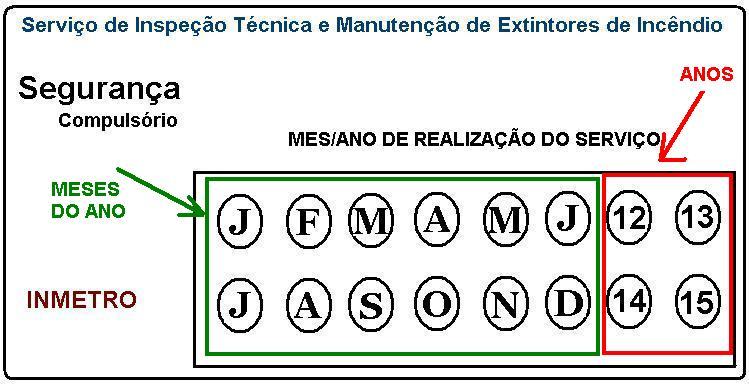 Serviço de Inspeção Técnica e Manutenção de Extintores de Incêndio
ANOS
Segurança
Compulsório
MES/ANO DE REALIZAÇÃO DO SERVIÇO
MESES
DO ANO
J F M A M J 12 13
INMETRO
J A S O N D 14 15